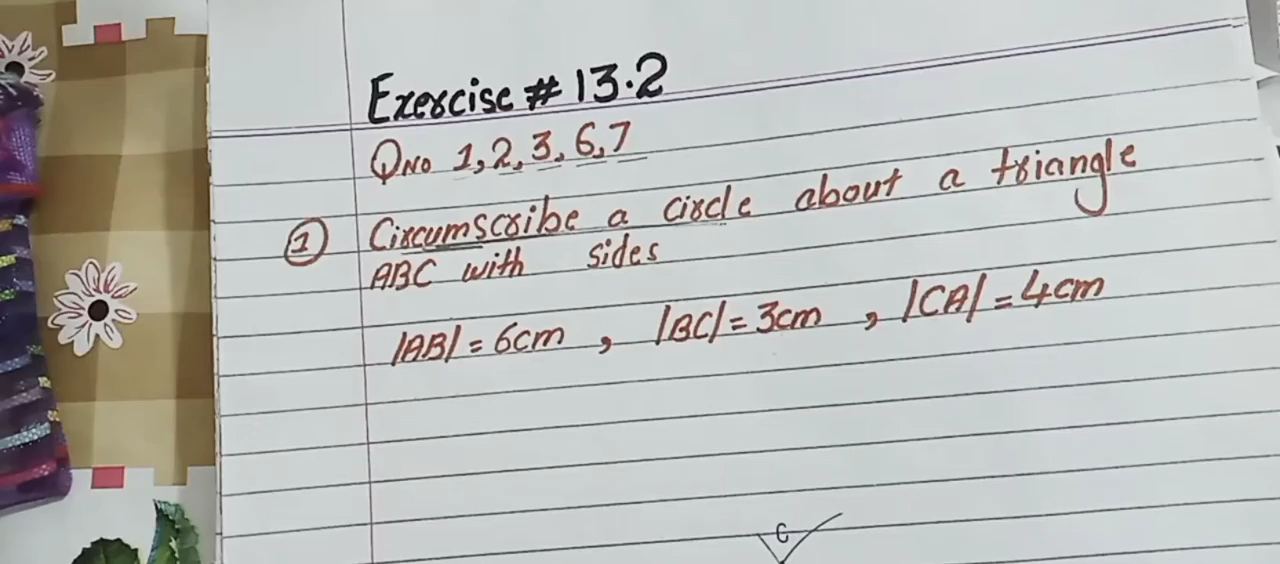 Exercise # 13.2
QNO 1,2,3,6,7
① Circumscribe a circle about a triangle
ABC with sides
|AB| = 6cm , |BC| = 3cm , |CA| = 4cm
C